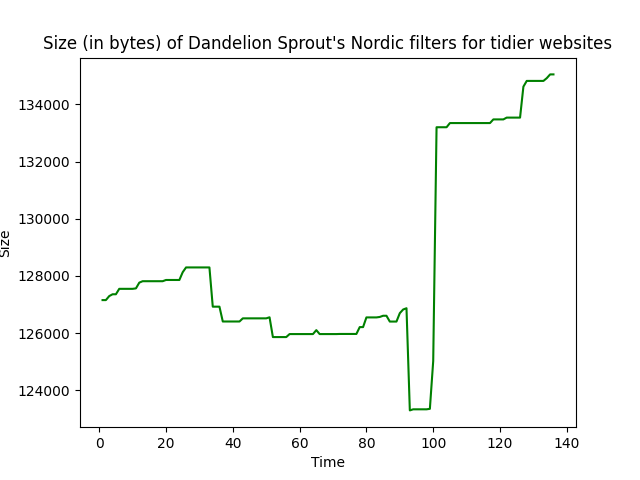 Size (in bytes) of Dandelion Sprout's Nordic filters for tidier websites
134000
132000
130000
128000
126000
124000
Size
0 20 40 60 80 100 120 140
Time